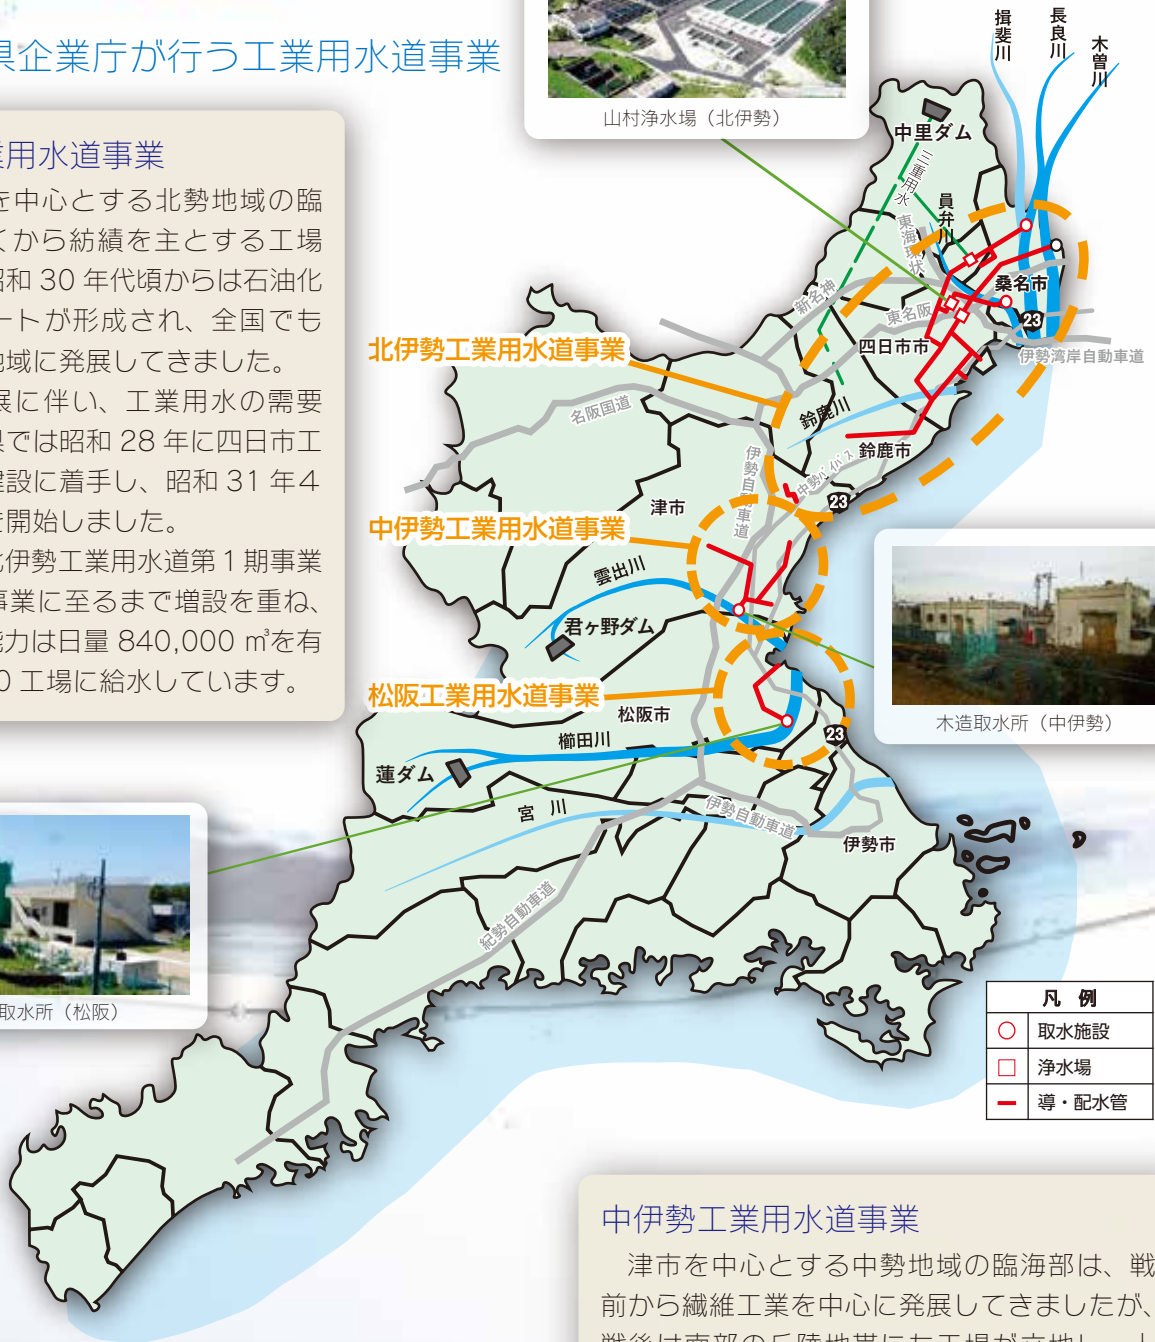 県企業庁が行う工業用水道事業
業用水道事業
を中心とする北勢地域の臨
くから紡績を主とする工場
昭和 30 年代頃からは石油化
ートが形成され、全国でも
地域に発展してきました。
展に伴い、工業用水の需要
県では昭和 28 年に四日市工
建設に着手し、昭和 31 年４
を開始しました。
北伊勢工業用水道第１期事業
事業に至るまで増設を重ね、
能力は日量 840,000 ㎥を有
0 工場に給水しています。
山村浄水場（北伊勢）
揖斐川
長良川
木曽川
中里ダム
三重用水
員弁川
東海環状
桑名市
新名神
東名阪
23
四日市市
伊勢湾岸自動車道
北伊勢工業用水道事業
名阪国道
鈴鹿川
鈴鹿市
伊勢自動車道
中勢バイパス
23
津市
中伊勢工業用水道事業
雲出川
君ヶ野ダム
松阪工業用水道事業
松阪市
櫛田川
23
蓮ダム
宮川
伊勢自動車道
伊勢市
紀勢自動車道
木造取水所（中伊勢）
取水所（松阪）
凡例
取水施設
浄水場
導・配水管
中伊勢工業用水道事業
津市を中心とする中勢地域の臨海部は、戦
前から繊維工業を中心に発展してきましたが、